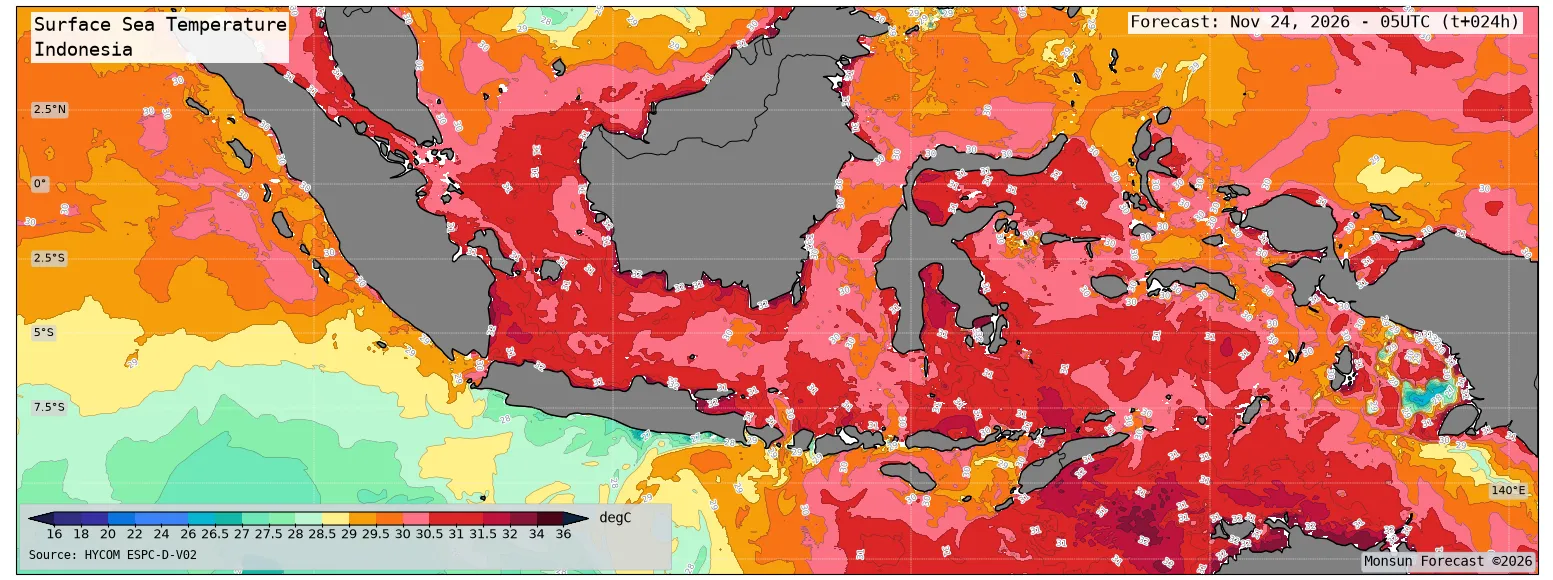 Surface Sea Temperature
Indonesia
Forecast: Nov 24, 2026 - 05UTC (t+024h)
2.5°N
0°
2.5°S
5°S
7.5°S
140°E
degC
16 18 20 22 24 26 26.5 27 27.5 28 28.5 29 29.5 30 30.5 31 31.5 32 34 36
Source: HYCOM ESPC-D-V02
Monsun Forecast ©2026